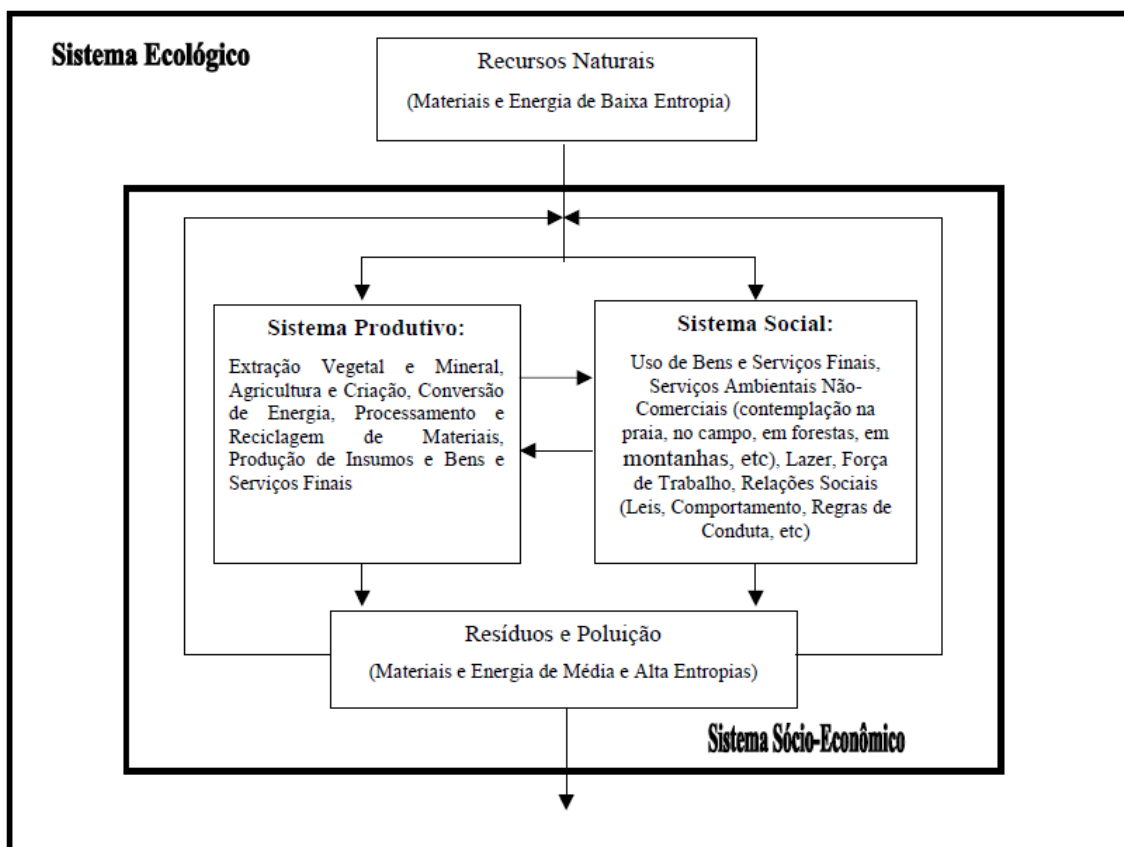 Sistema Ecológico
Recursos Naturais
(Materiais e Energia de Baixa Entropia)
Sistema Produtivo:
Extração Vegetal e Mineral,
Agricultura e Criação, Conversão
de Energia, Processamento e
Reciclagem de Materiais,
Produção de Insumos e Bens e
Serviços Finais
Sistema Social:
Uso de Bens e Serviços Finais,
Serviços Ambientais Não-
Comerciais (contemplação na
praia, no campo, em forestas, em
montanhas, etc), Lazer, Força
de Trabalho, Relações Sociais
(Leis, Comportamento, Regras de
Conduta, etc)
Resíduos e Poluição
(Materiais e Energia de Média e Alta Entropias)
Sistema Sócio-Econômico